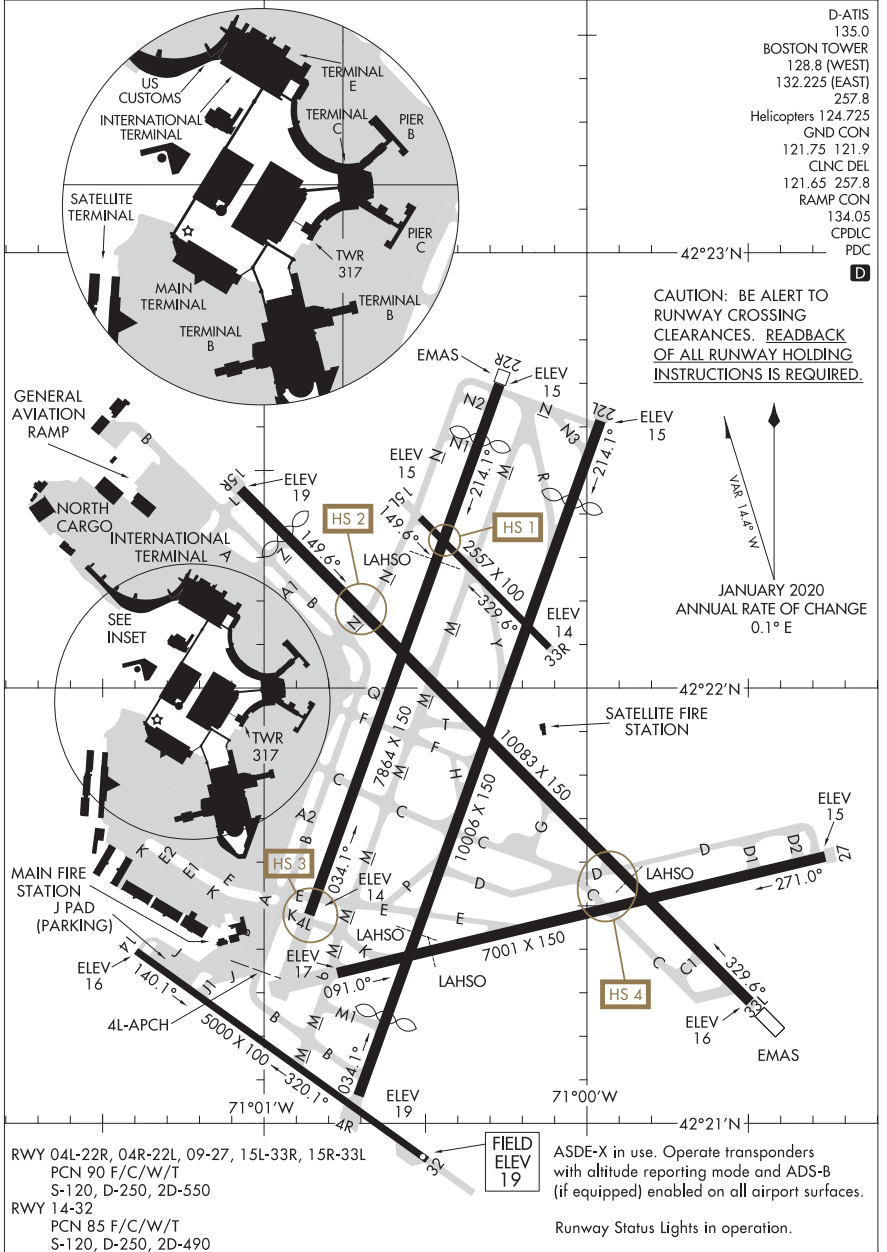 D-ATIS
135.0
BOSTON TOWER
128.8 (WEST)
132.225 (EAST)
257.8
Helicopters 124.725
GND CON
121.75 121.9
CLNC DEL
121.65 257.8
RAMP CON
134.05
CPDLC
PDC
D
TERMINAL
E
US
CUSTOMS
INTERNATIONAL
TERMINAL
TERMINAL
C
PIER
B
SATELLITE
TERMINAL
PIER
C
TWR
317
MAIN
TERMINAL
TERMINAL
B
TERMINAL
B
42°23'N
CAUTION: BE ALERT TO
RUNWAY CROSSING
CLEARANCES. READBACK
OF ALL RUNWAY HOLDING
INSTRUCTIONS IS REQUIRED.
EMAS
22R
ELEV
15
22L
ELEV
15
N2
N
N3
N1
N
M
R
214.1°
214.1°
GENERAL
AVIATION
RAMP
B
15R
L
ELEV
19
ELEV
15
15L
149.6°
NORTH
CARGO
INTERNATIONAL
TERMINAL
A
N
149.6°
HS 2
HS 1
LAHSO
2557 X 100
VAR 14.4° W
JANUARY 2020
ANNUAL RATE OF CHANGE
0.1° E
A1
B
N
N
329.6°
M
Y
ELEV
14
33R
SEE
INSET
42°22'N
TWR
317
SATELLITE FIRE
STATION
Q
F
M
T
F
H
7864 X 150
C
M
C
10083 X 150
10006 X 150
G
A2
B
C
D
ELEV
15
27
D
D1
D2
HS 3
K
E2
E
K
E
MAIN FIRE
STATION
J PAD
(PARKING)
034.1°
M
ELEV
14
P
D
C
LAHSO
271.0°
A
E
K
4L
M
E
E
LAHSO
K
7001 X 150
J
14
J
J
J1
ELEV
16
ELEV
17
9
M
091.0°
LAHSO
HS 4
C
C1
329.6°
33L
ELEV
16
EMAS
140.1°
4L-APCH
B
M
M1
M
B
5000 X 100
320.1°
034.1°
ELEV
19
4R
71°01'W
71°00'W
42°21'N
32
FIELD
ELEV
19
RWY 04L-22R, 04R-22L, 09-27, 15L-33R, 15R-33L
PCN 90 F/C/W/T
S-120, D-250, 2D-550
RWY 14-32
PCN 85 F/C/W/T
S-120, D-250, 2D-490
ASDE-X in use. Operate transponders
with altitude reporting mode and ADS-B
(if equipped) enabled on all airport surfaces.
Runway Status Lights in operation.